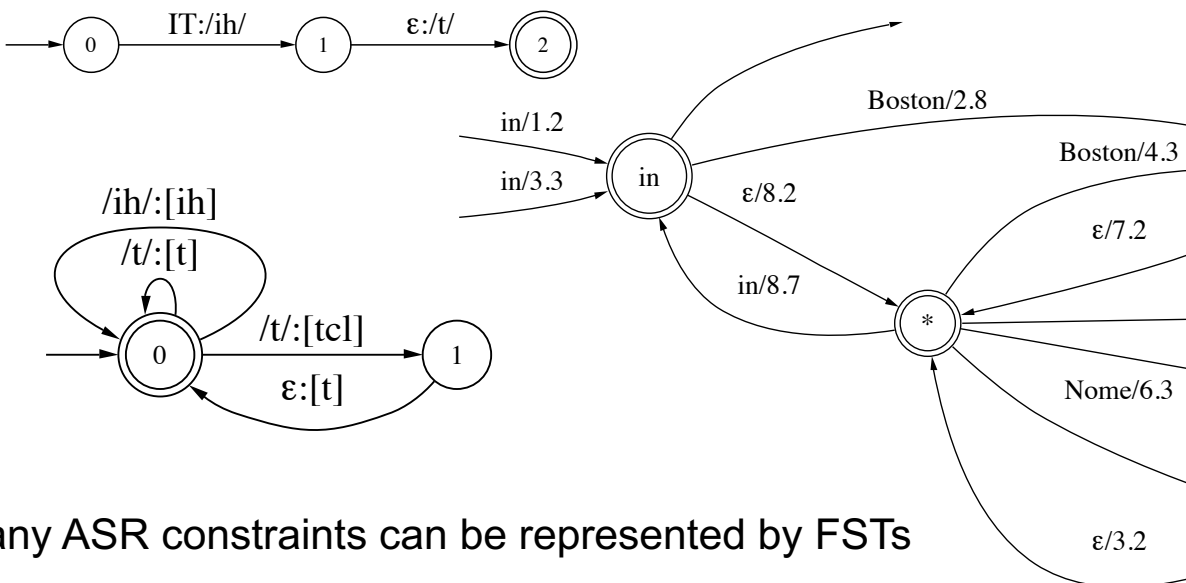 0
IT:/ih/
1
ε:/t/
2
in/1.2
in/3.3
in
Boston/2.8
Boston/4.3
ε/8.2
ε/7.2
in/8.7
*
Nome/6.3
ε/3.2
/ih/:[ih]
/t/:[t]
0
/t/:[tcl]
1
ε:[t]
any ASR constraints can be represented by FSTs